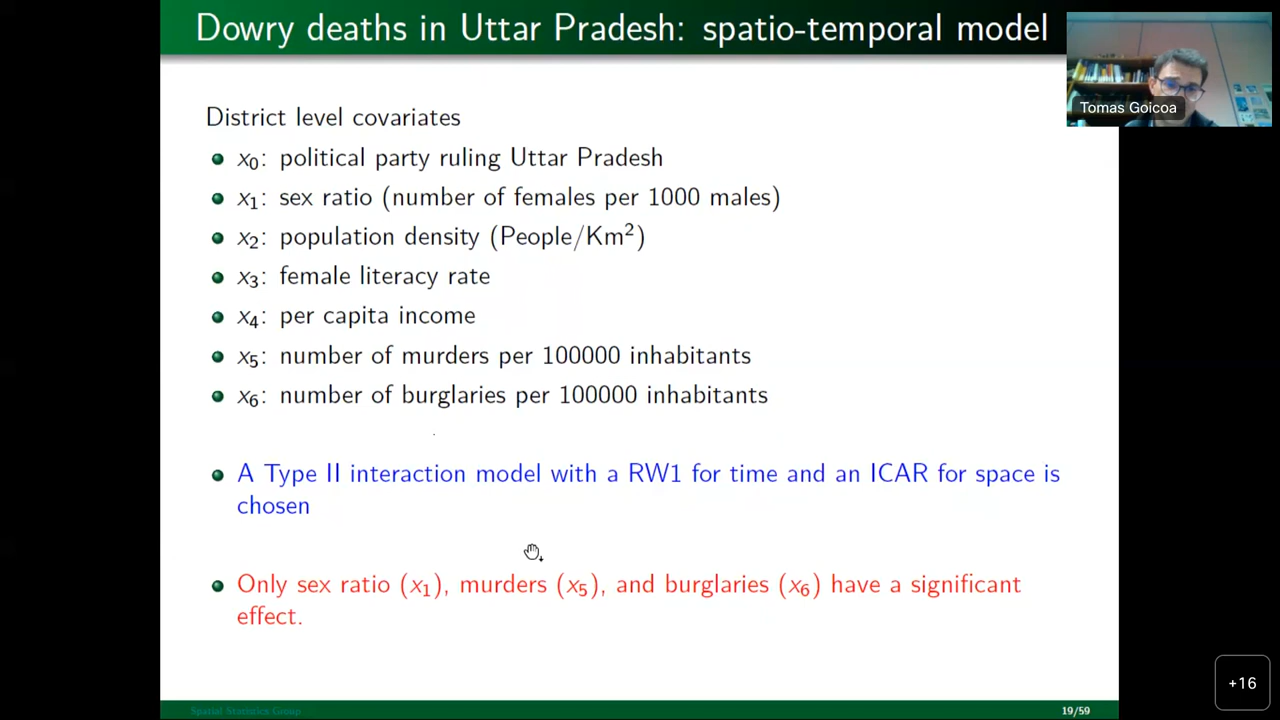 Dowry deaths in Uttar Pradesh: spatio-temporal model
Tomas Goicoa
District level covariates
x₀: political party ruling Uttar Pradesh
x₁: sex ratio (number of females per 1000 males)
x₂: population density (People/Km²)
x₃: female literacy rate
x₄: per capita income
x₅: number of murders per 100000 inhabitants
x₆: number of burglaries per 100000 inhabitants
A Type II interaction model with a RW1 for time and an ICAR for space is
chosen
Only sex ratio (x₁), murders (x₅), and burglaries (x₆) have a significant
effect.
+16
Spatial Statistics Group
19/59